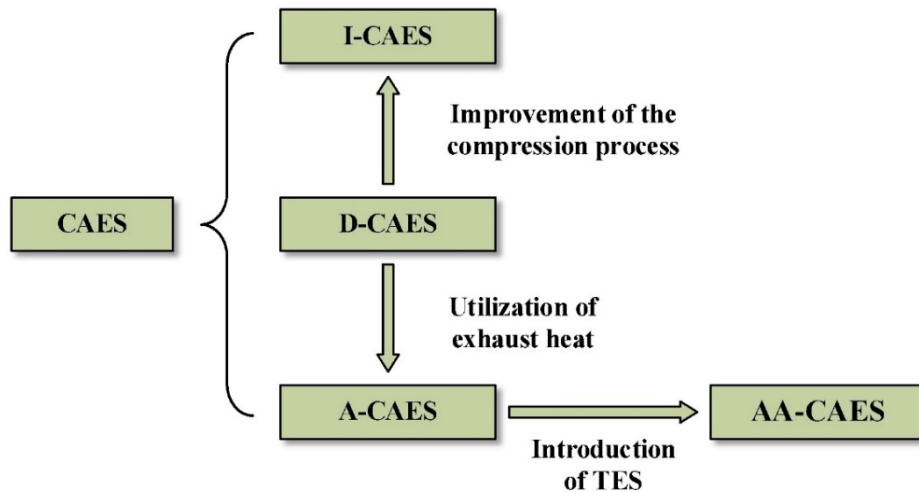 I-CAES
Improvement of the
compression process
CAES
D-CAES
Utilization of
exhaust heat
A-CAES
AA-CAES
Introduction
of TES